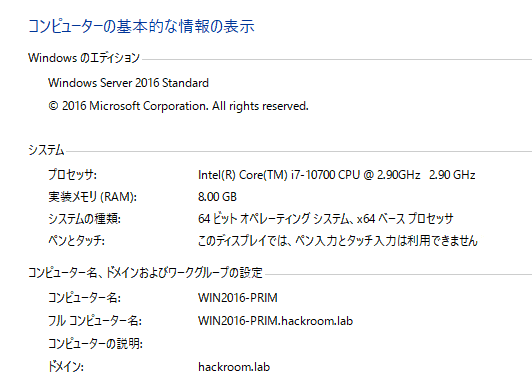 コンピューターの基本的な情報の表示
Windows のエディション
Windows Server 2016 Standard
© 2016 Microsoft Corporation. All rights reserved.
システム
プロセッサ: Intel(R) Core(TM) i7-10700 CPU @ 2.90GHz 2.90 GHz
実装メモリ (RAM): 8.00 GB
システムの種類: 64 ビット オペレーティング システム、x64 ベース プロセッサ
ペンとタッチ: このディスプレイでは、ペン入力とタッチ入力は利用できません
コンピューター名、ドメインおよびワークグループの設定
コンピューター名: WIN2016-PRIM
フル コンピューター名: WIN2016-PRIM.hackroom.lab
コンピューターの説明:
ドメイン: hackroom.lab